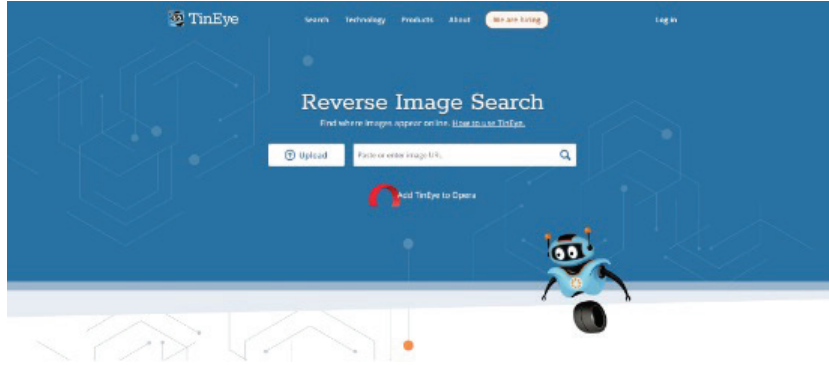 TinEye
Search Technology Products About We are hiring Log in
Reverse Image Search
Find where images appear online. How to use TinEye.
Upload Paste or enter image URL...
Add TinEye to Opera